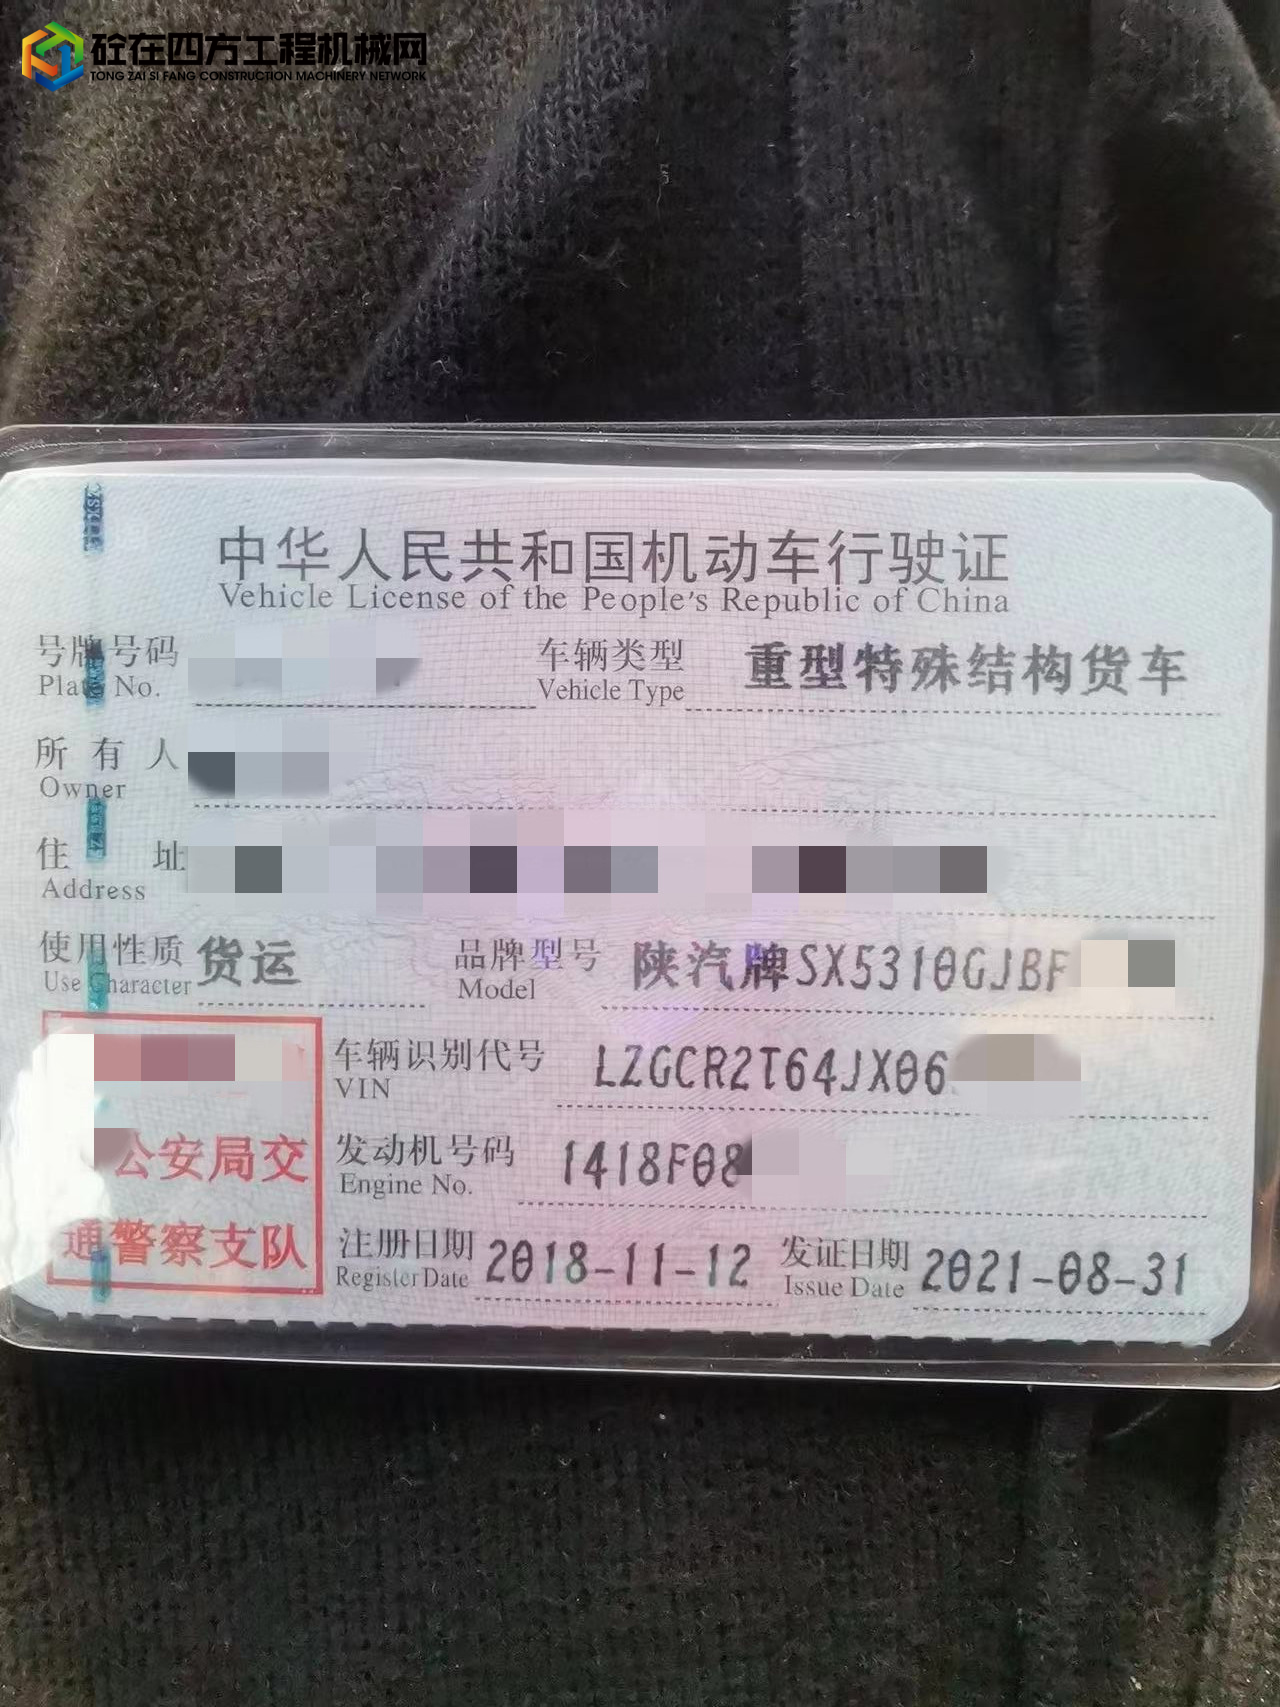 砼在四方工程机械网
TONG ZAI SI FANG CONSTRUCTION MACHINERY NETWORK
中华人民共和国机动车行驶证
Vehicle License of the People's Republic of China
号牌号码 车辆类型 重型特殊结构货车
Plate No. Vehicle Type
所有人
Owner
住址
Address
使用性质 货运 品牌型号 陕汽牌SX5310GJBF
Use Character Model
车辆识别代号 LZGCR2T64JX06
VIN
公安局交
通警察支队
发动机号码 1418F08
Engine No.
注册日期 2018-11-12 发证日期 2021-08-31
Register Date Issue Date